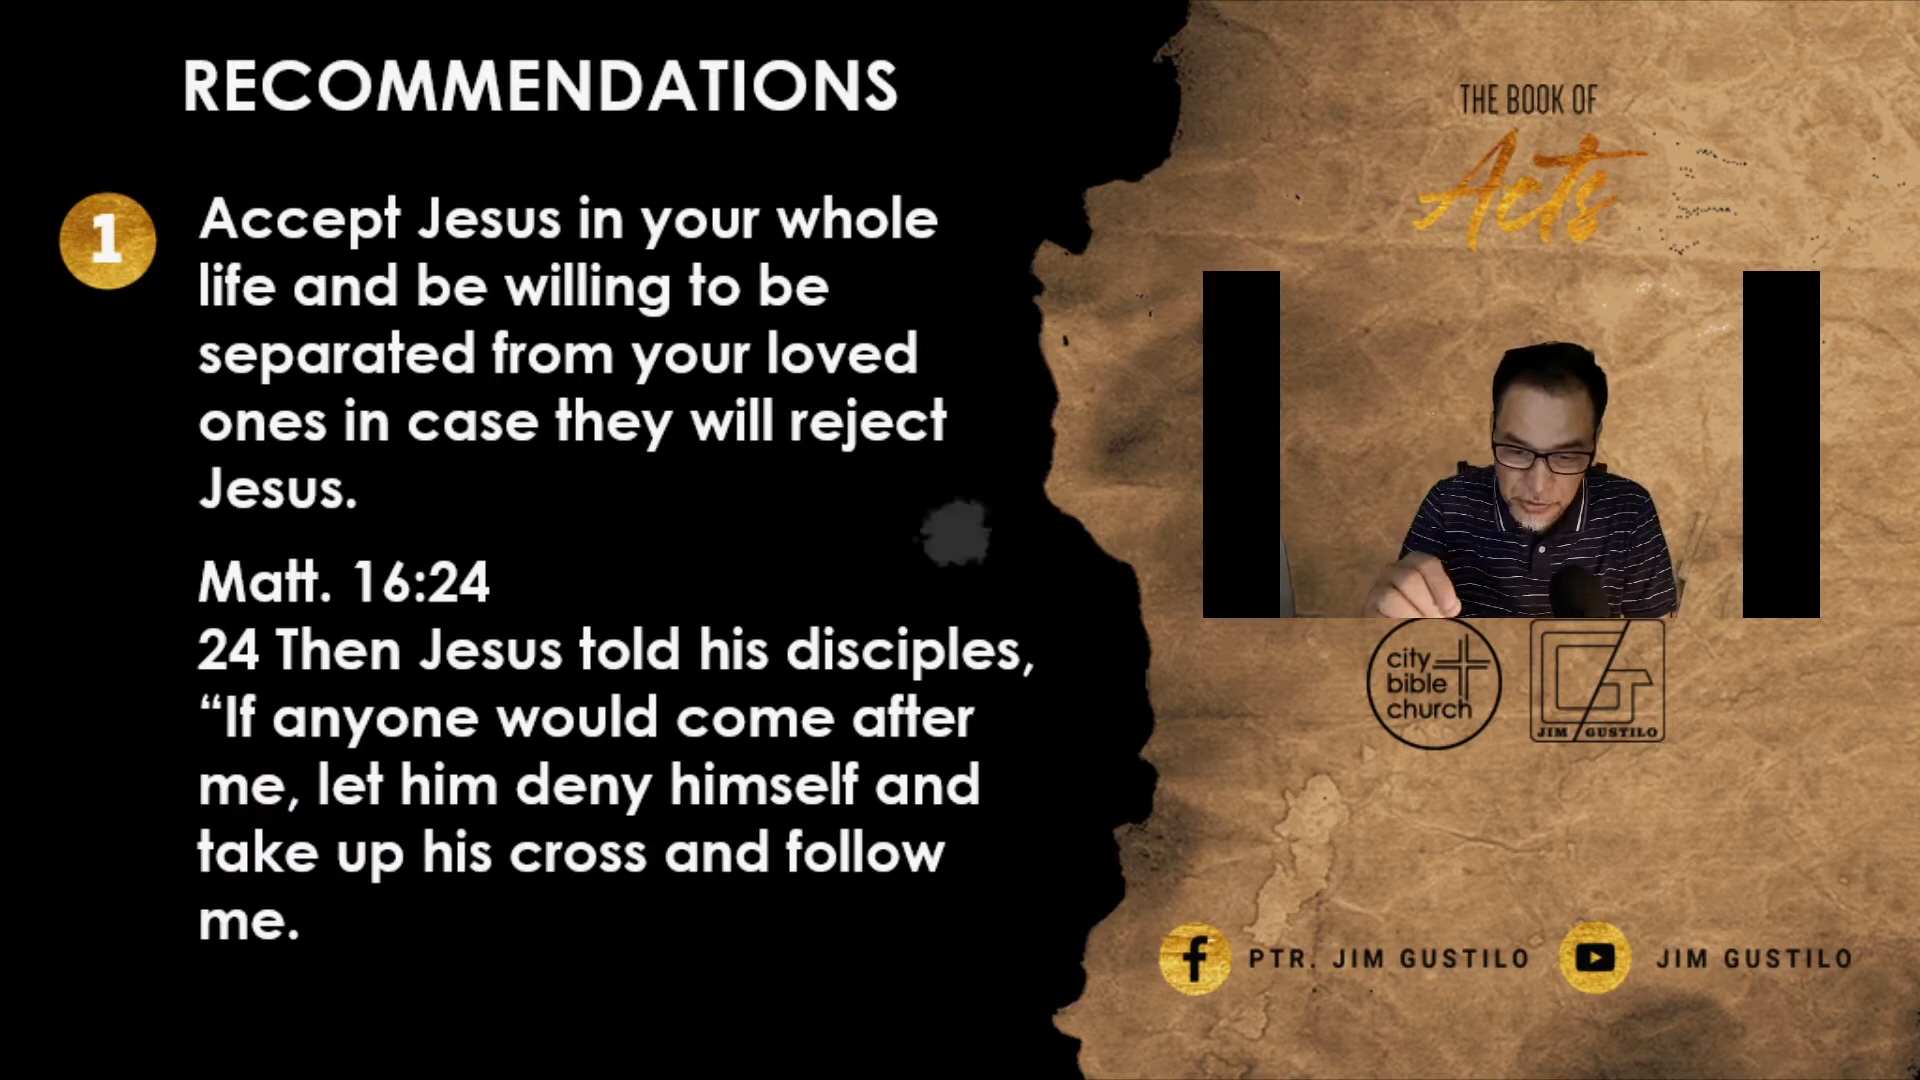 RECOMMENDATIONS
1
Accept Jesus in your whole
life and be willing to be
separated from your loved
ones in case they will reject
Jesus.
Matt. 16:24
24 Then Jesus told his disciples,
“If anyone would come after
me, let him deny himself and
take up his cross and follow
me.
THE BOOK OF
Acts
city
bible
church
JIM GUSTILO
PTR. JIM GUSTILO
JIM GUSTILO